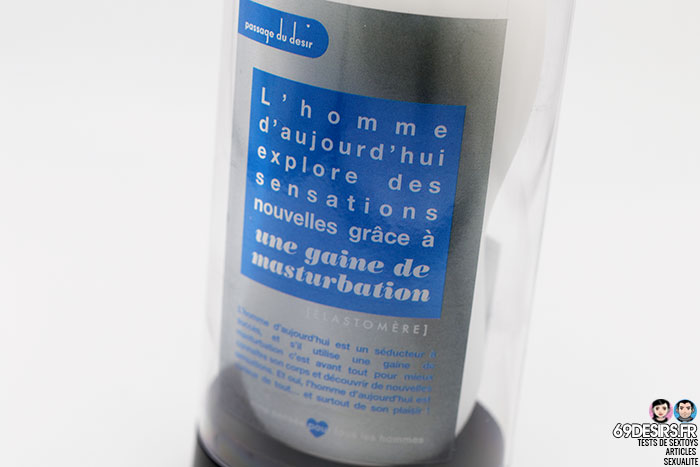 passage du desir
L'homme
d'aujourd'hui
explore des
sensations
nouvelles grâce à
une gaine de
masturbation
[ÉLASTOMÈRE]
L'homme d'aujourd'hui est un séducteur à
succès, et s'il utilise une gaine de
masturbation c'est avant tout pour mieux
connaître son corps et découvrir de nouvelles
sensations. Et oui, l'homme d'aujourd'hui est
de tout... et surtout de son plaisir !
tous les hommes
69DESIRS.FR
TESTS DE SEXTOYS
ARTICLES
SEXUALITE